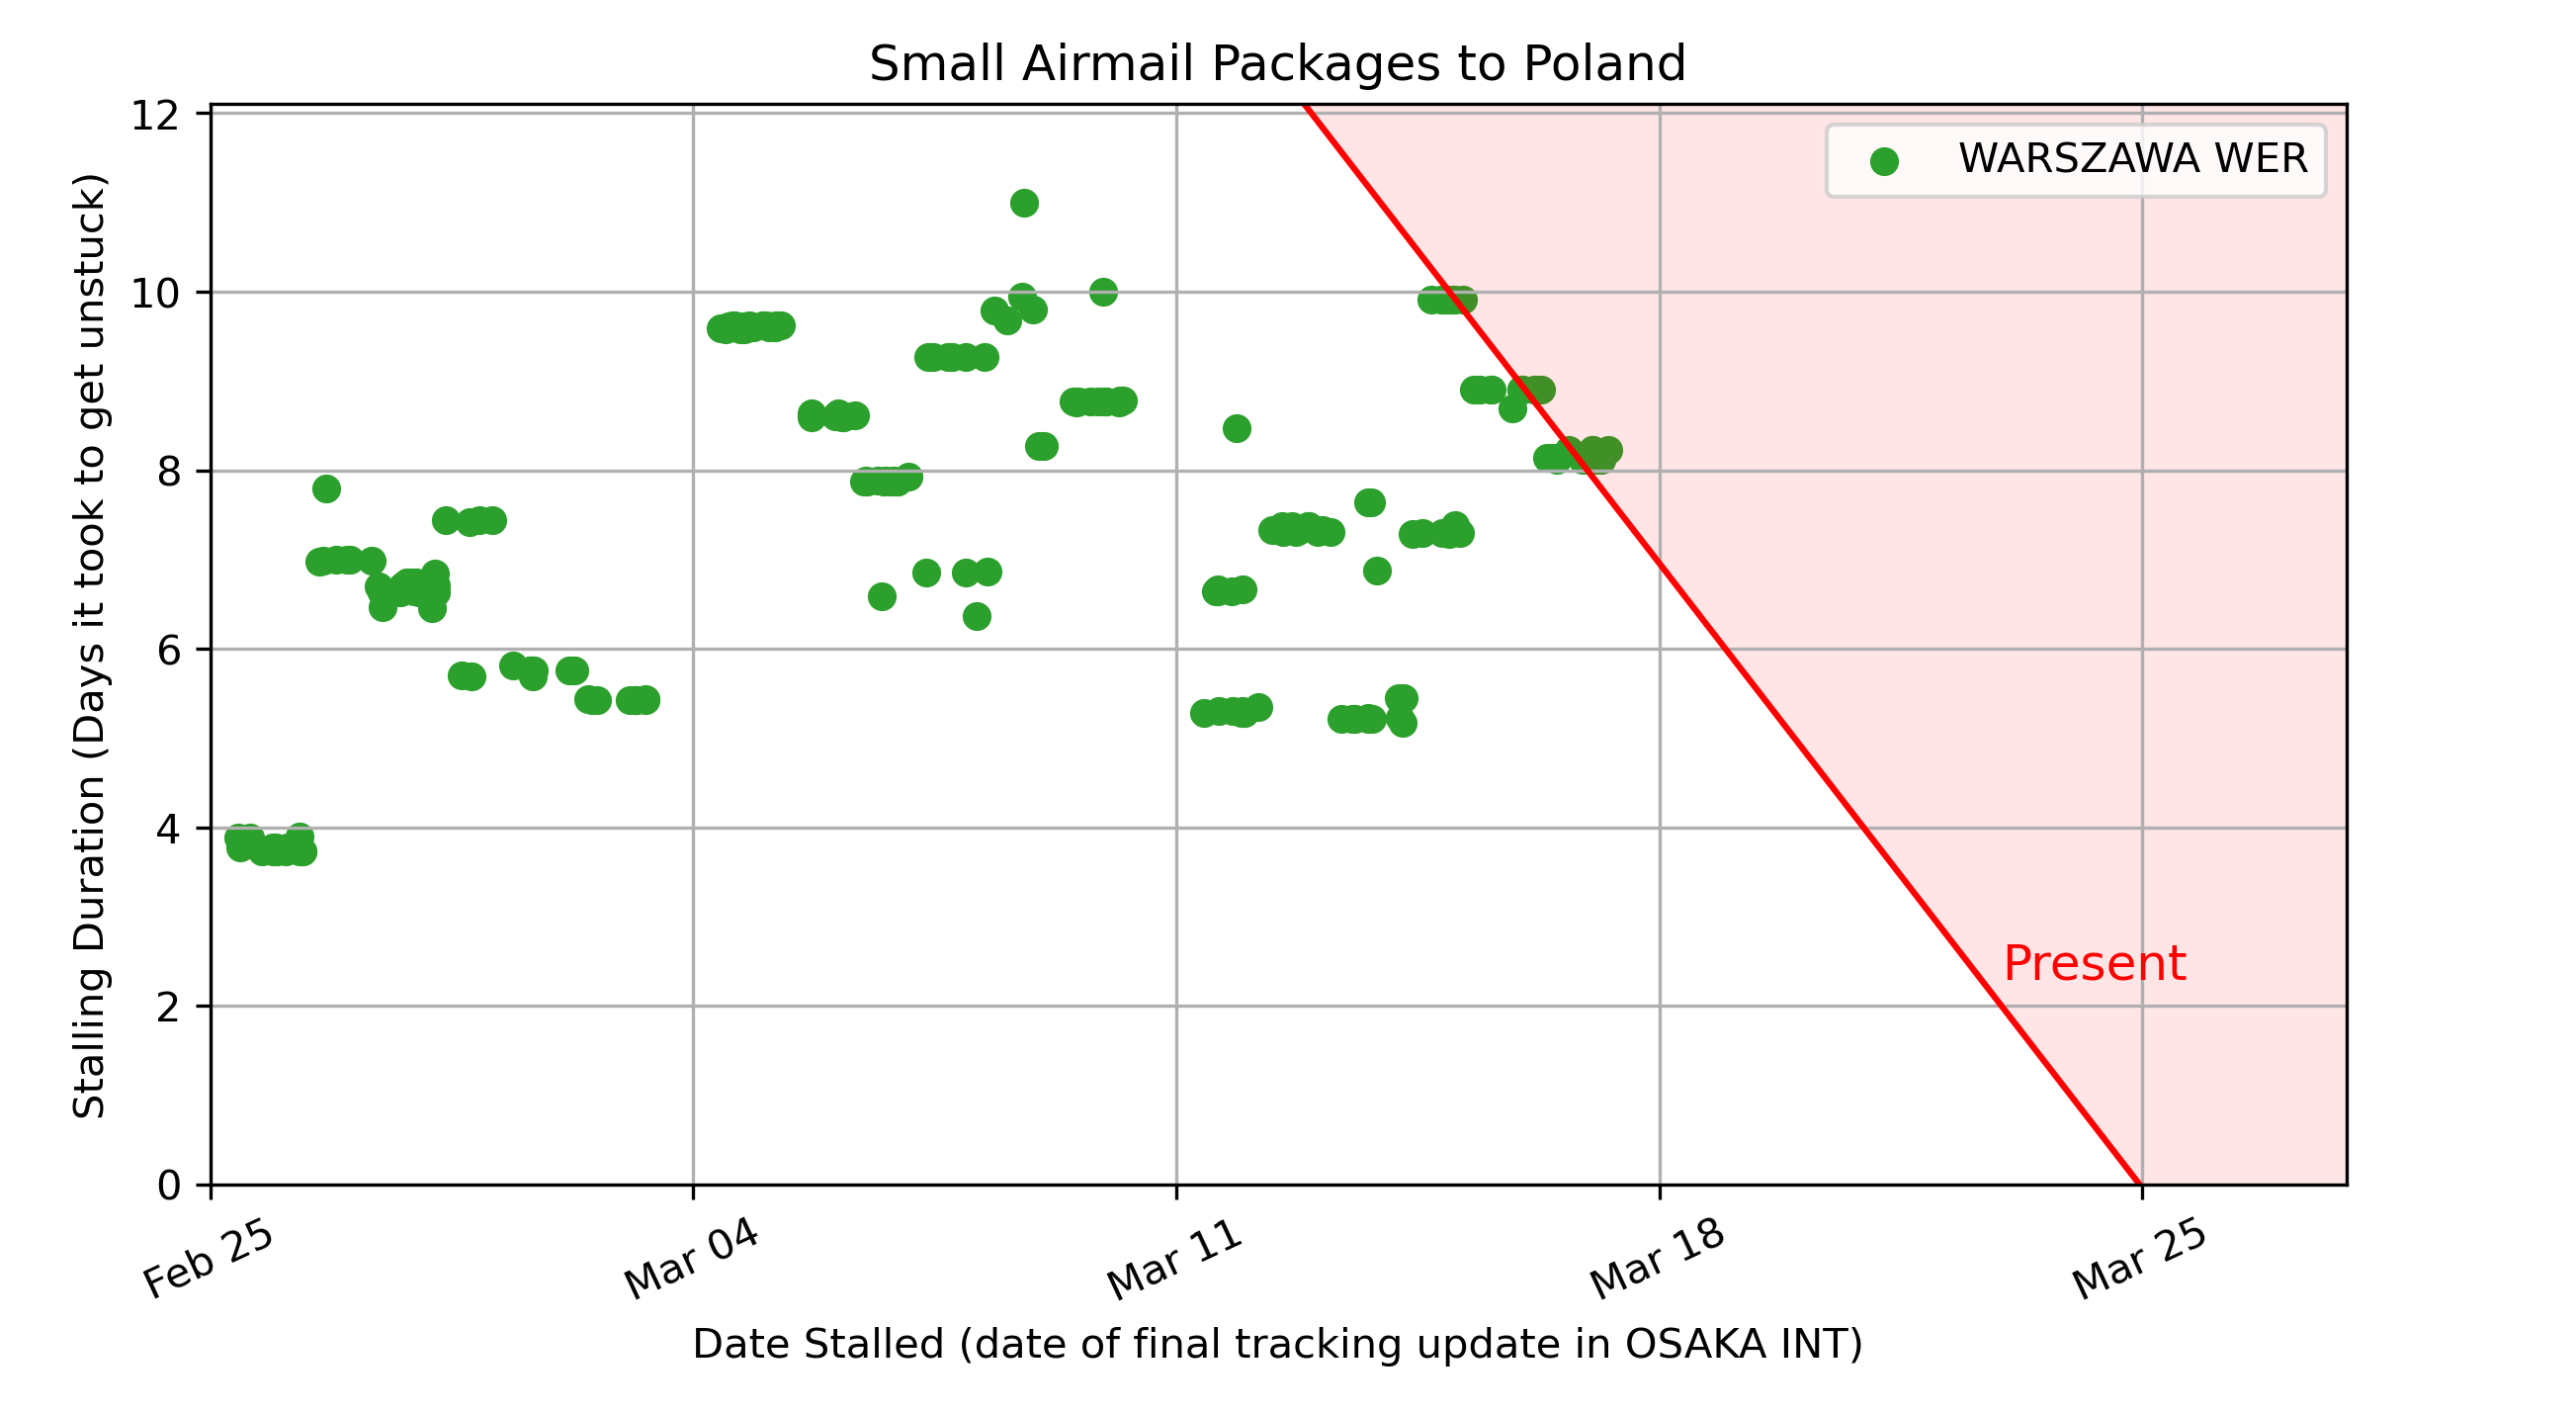 Small Airmail Packages to Poland
12
10
8
6
4
2
0
Stalling Duration (Days it took to get unstuck)
WARSZAWA WER
Present
Feb 25
Mar 04
Mar 11
Mar 18
Mar 25
Date Stalled (date of final tracking update in OSAKA INT)